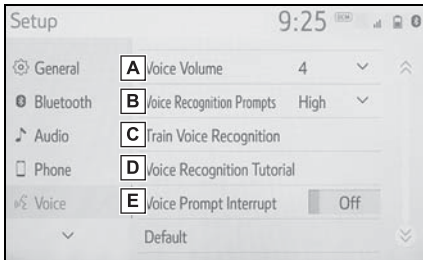 Setup 9:25 DCM
General
Bluetooth
Audio
Phone
Voice
A Voice Volume 4
B Voice Recognition Prompts High
C Train Voice Recognition
D Voice Recognition Tutorial
E Voice Prompt Interrupt Off
Default